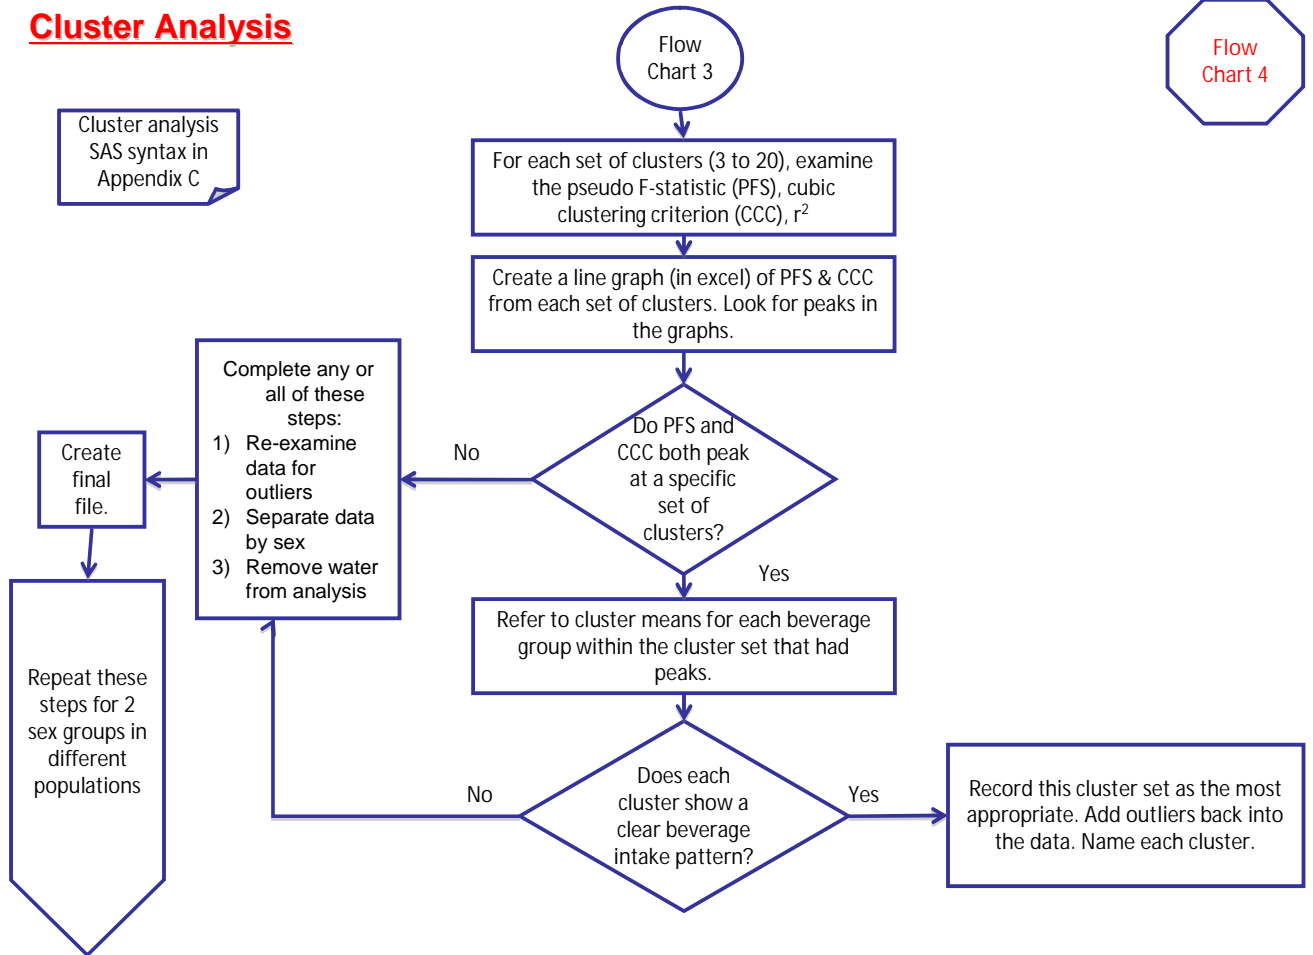 Cluster Analysis
Flow
Chart 3
Flow
Chart 4
Cluster analysis
SAS syntax in
Appendix C
For each set of clusters (3 to 20), examine
the pseudo F-statistic (PFS), cubic
clustering criterion (CCC), r²
Create a line graph (in excel) of PFS & CCC
from each set of clusters. Look for peaks in
the graphs.
Do PFS and
CCC both peak
at a specific
set of
clusters?
No
Yes
Complete any or
all of these
steps:
1) Re-examine
data for
outliers
2) Separate data
by sex
3) Remove water
from analysis
Create
final
file.
Repeat these
steps for 2
sex groups in
different
populations
Refer to cluster means for each beverage
group within the cluster set that had
peaks.
Does each
cluster show a
clear beverage
intake pattern?
No
Yes
Record this cluster set as the most
appropriate. Add outliers back into
the data. Name each cluster.